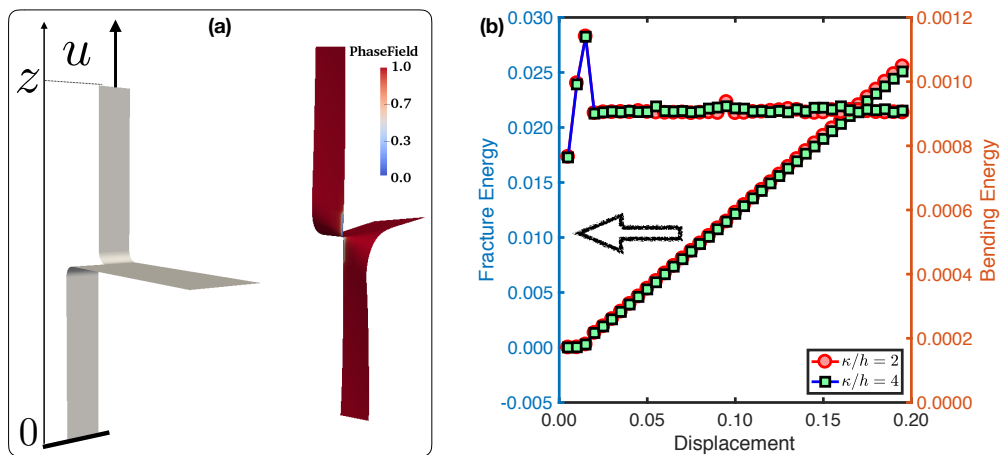 (a)
u
z
0
PhaseField
1.0
0.7
0.3
0.0
(b)
Fracture Energy
0.030
0.025
0.020
0.015
0.010
0.005
0.000
-0.005
0.00
0.05
0.10
0.15
0.20
Displacement
0.0012
0.0010
0.0008
0.0006
0.0004
0.0002
0.0000
Bending Energy
κ/h = 2
κ/h = 4